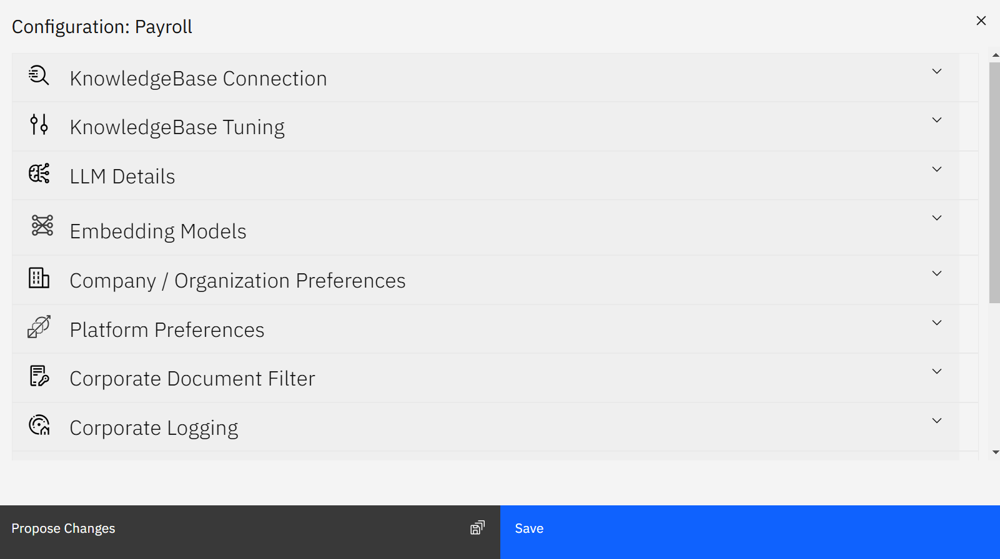 Configuration: Payroll
KnowledgeBase Connection
KnowledgeBase Tuning
LLM Details
Embedding Models
Company / Organization Preferences
Platform Preferences
Corporate Document Filter
Corporate Logging
Propose Changes
Save